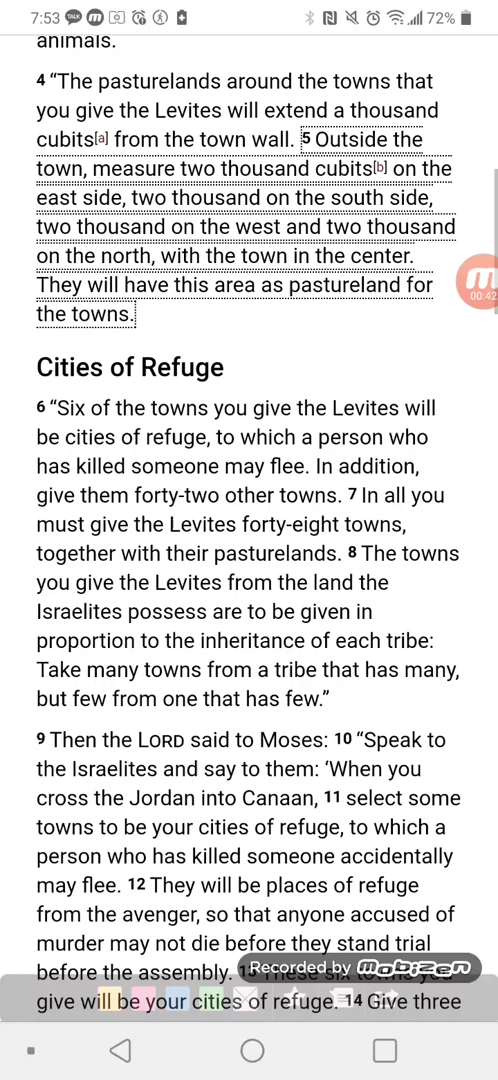 7:53 TALK 72%
animals.
4 “The pasturelands around the towns that
you give the Levites will extend a thousand
cubits[a] from the town wall. 5 Outside the
town, measure two thousand cubits[b] on the
east side, two thousand on the south side,
two thousand on the west and two thousand
on the north, with the town in the center.
They will have this area as pastureland for
the towns.
00:42
Cities of Refuge
6 “Six of the towns you give the Levites will
be cities of refuge, to which a person who
has killed someone may flee. In addition,
give them forty-two other towns. 7 In all you
must give the Levites forty-eight towns,
together with their pasturelands. 8 The towns
you give the Levites from the land the
Israelites possess are to be given in
proportion to the inheritance of each tribe:
Take many towns from a tribe that has many,
but few from one that has few.”
9 Then the LORD said to Moses: 10 “Speak to
the Israelites and say to them: ‘When you
cross the Jordan into Canaan, 11 select some
towns to be your cities of refuge, to which a
person who has killed someone accidentally
may flee. 12 They will be places of refuge
from the avenger, so that anyone accused of
murder may not die before they stand trial
before the assembly. 13 These six towns you
Recorded by mobizen
give will be your cities of refuge. 14 Give three